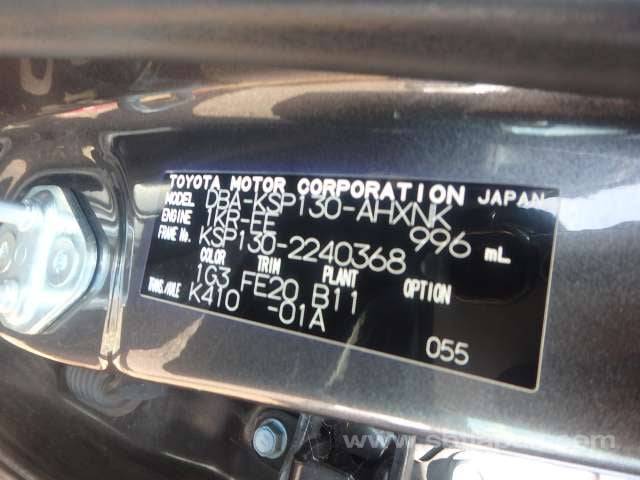 TOYOTA MOTOR CORPORATION JAPAN
MODEL DBA-KSP130-AHXNK
ENGINE 1KR-FE 996 mL
FRAME No. KSP130-2240368
COLOR TRIM PLANT OPTION
1G3 FE20 B11
TRANS./AXLE K410 -01A
055